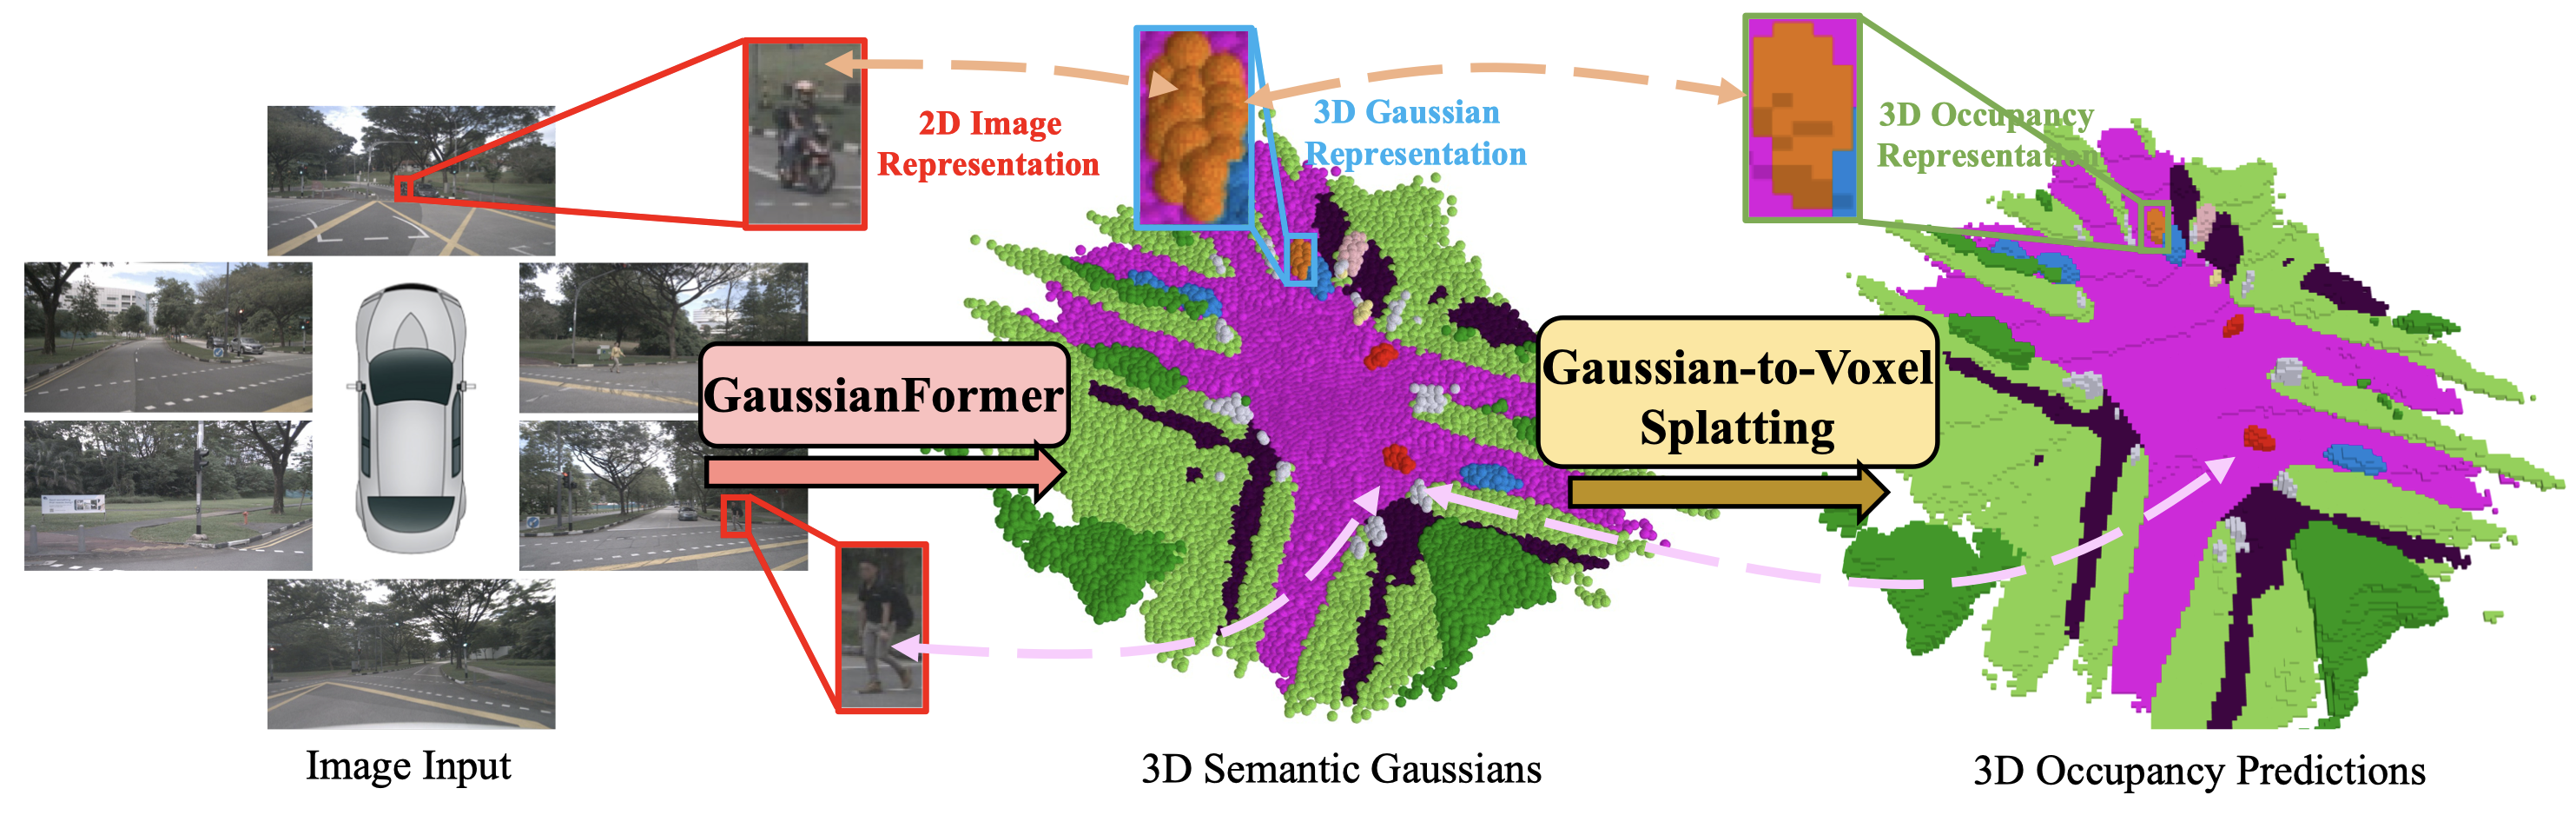 2D Image
Representation
3D Gaussian
Representation
3D Occupancy
Representation
GaussianFormer
Gaussian-to-Voxel
Splatting
Image Input
3D Semantic Gaussians
3D Occupancy Predictions